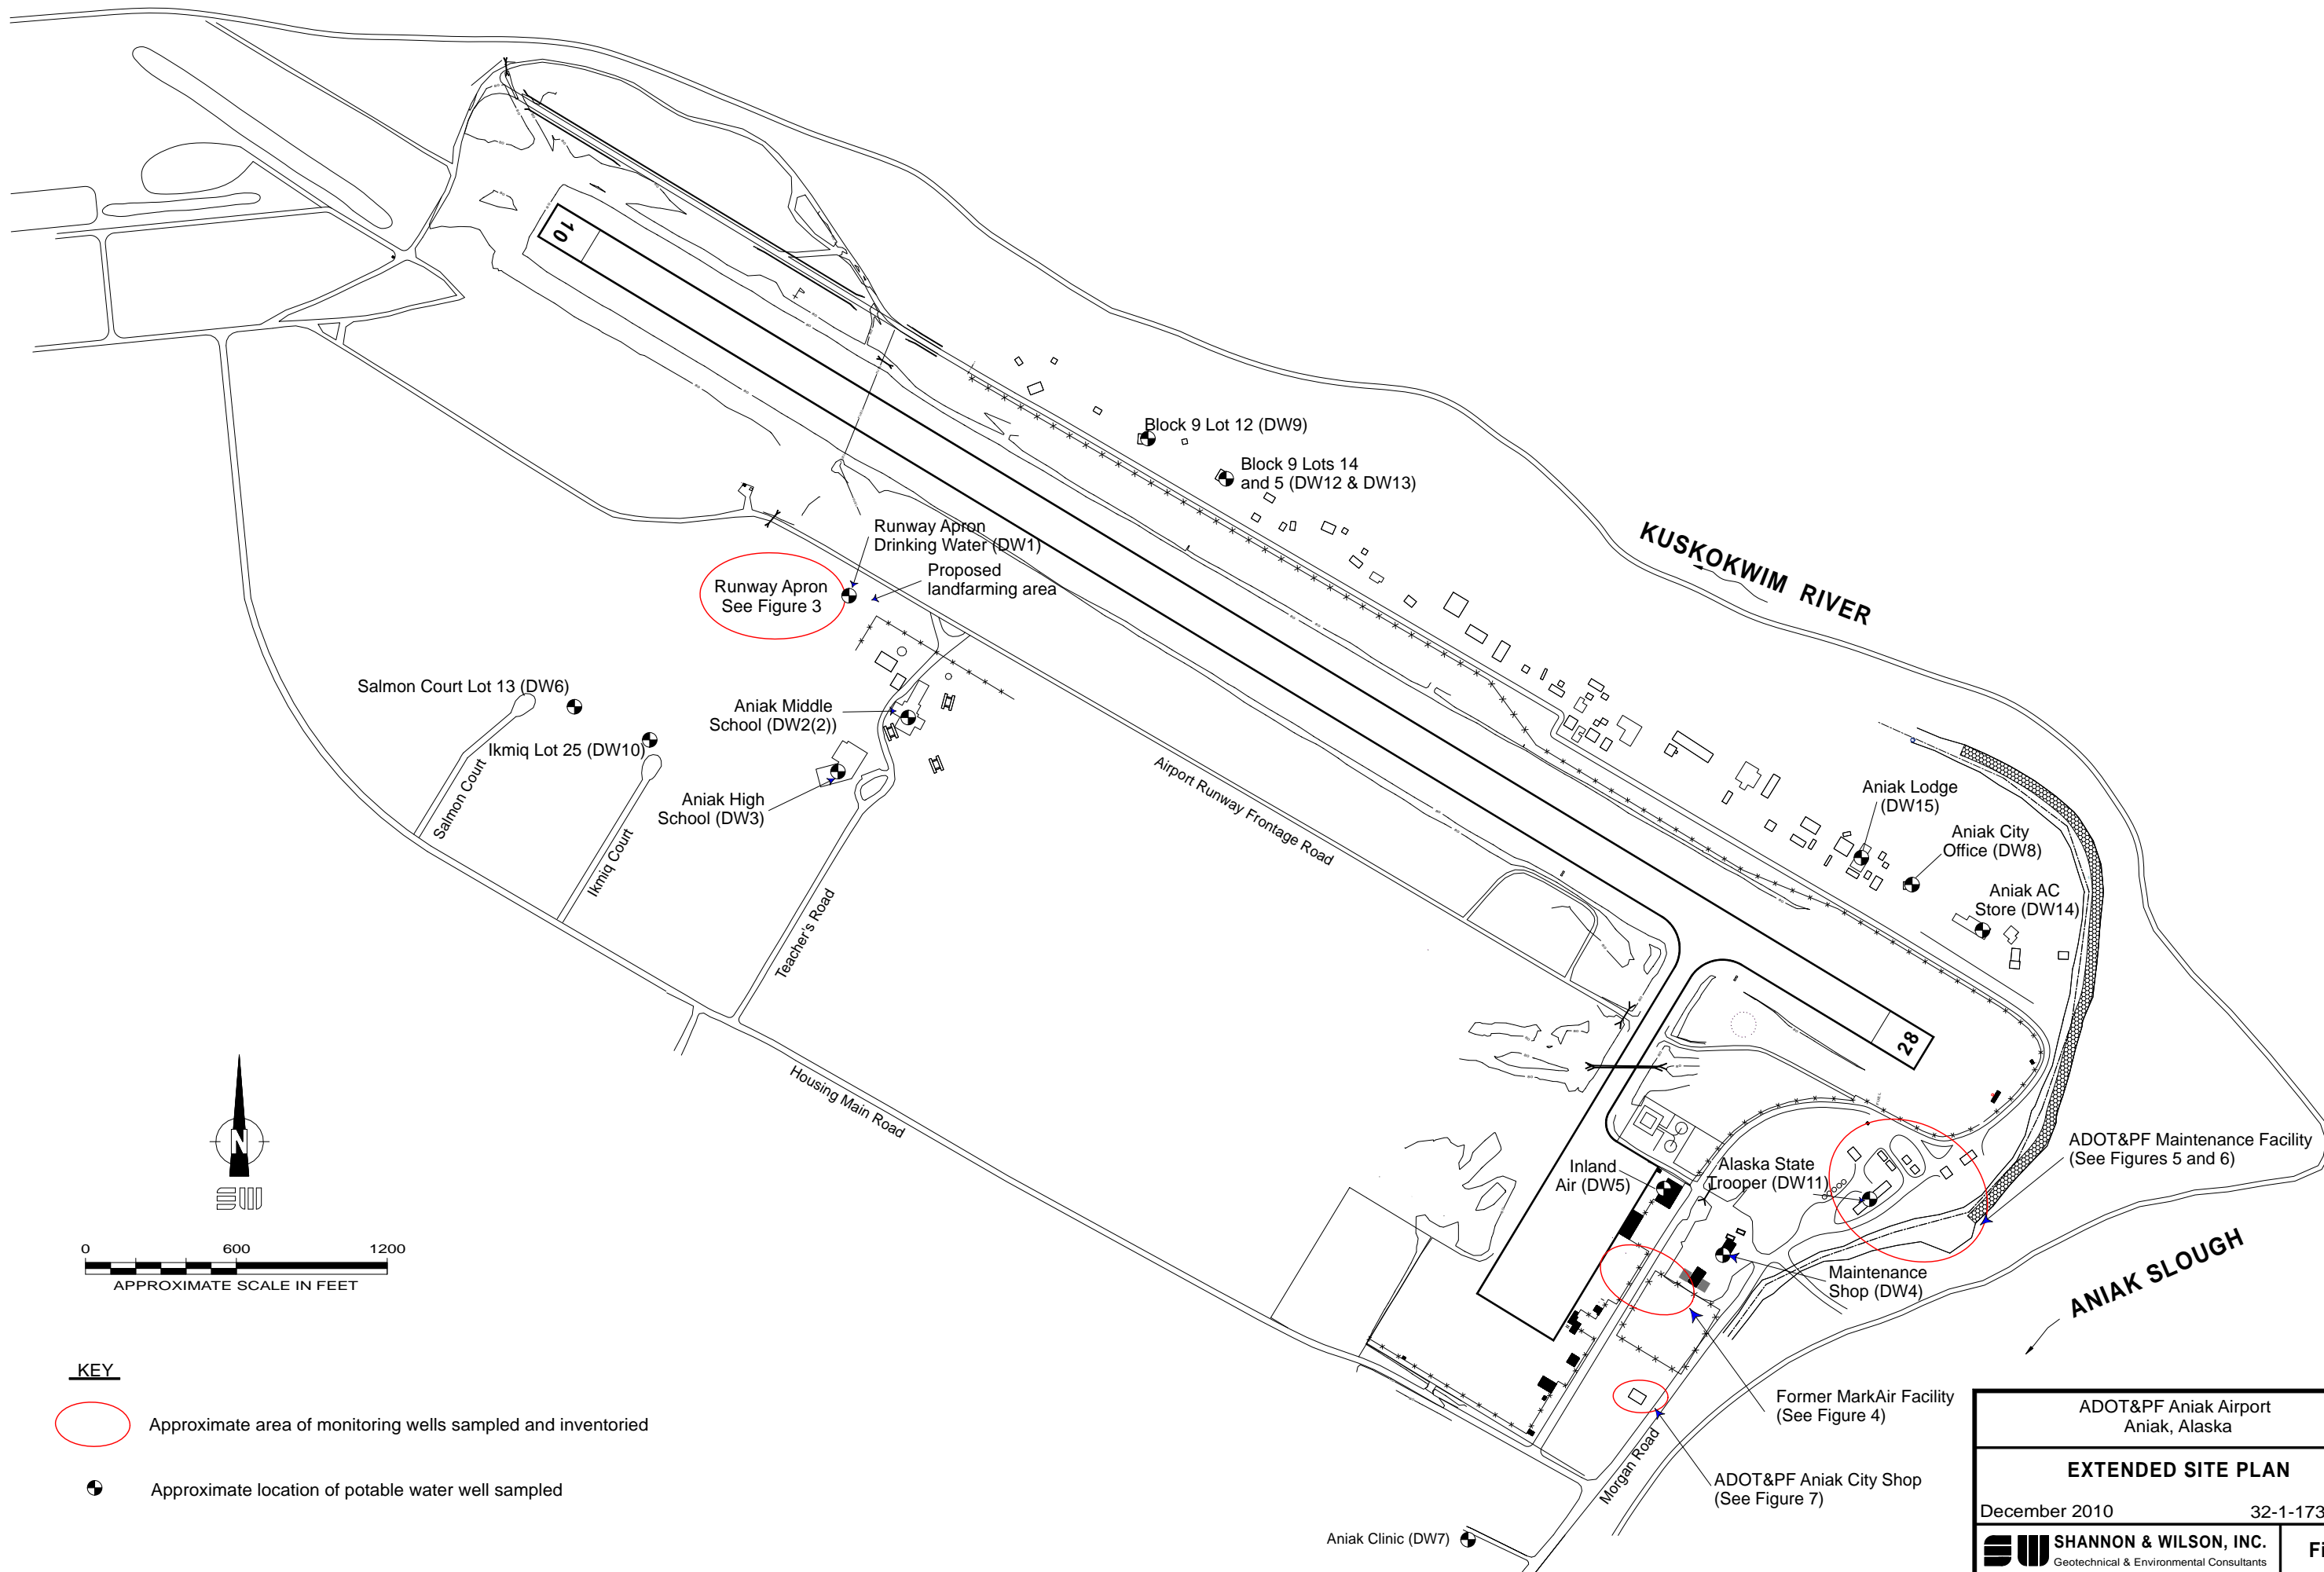 10
Block 9 Lot 12 (DW9)
Block 9 Lots 14
and 5 (DW12 & DW13)
KUSKOKWIM RIVER
Runway Apron
Drinking Water (DW1)
Proposed
landfarming area
Runway Apron
See Figure 3
Salmon Court Lot 13 (DW6)
Ikmiq Lot 25 (DW10)
Aniak Middle
School (DW2(2))
Aniak High
School (DW3)
Salmon Court
Ikmiq Court
Teacher's Road
Airport Runway Frontage Road
Housing Main Road
Aniak Lodge
(DW15)
Aniak City
Office (DW8)
Aniak AC
Store (DW14)
28
Inland
Air (DW5)
Alaska State
Trooper (DW11)
ADOT&PF Maintenance Facility
(See Figures 5 and 6)
Maintenance
Shop (DW4)
ANIAK SLOUGH
Former MarkAir Facility
(See Figure 4)
ADOT&PF Aniak City Shop
(See Figure 7)
Morgan Road
Aniak Clinic (DW7)
N
0 600 1200
APPROXIMATE SCALE IN FEET
KEY
Approximate area of monitoring wells sampled and inventoried
Approximate location of potable water well sampled
ADOT&PF Aniak Airport
Aniak, Alaska
EXTENDED SITE PLAN
December 2010 32-1-173
SHANNON & WILSON, INC.
Geotechnical & Environmental Consultants
Fi